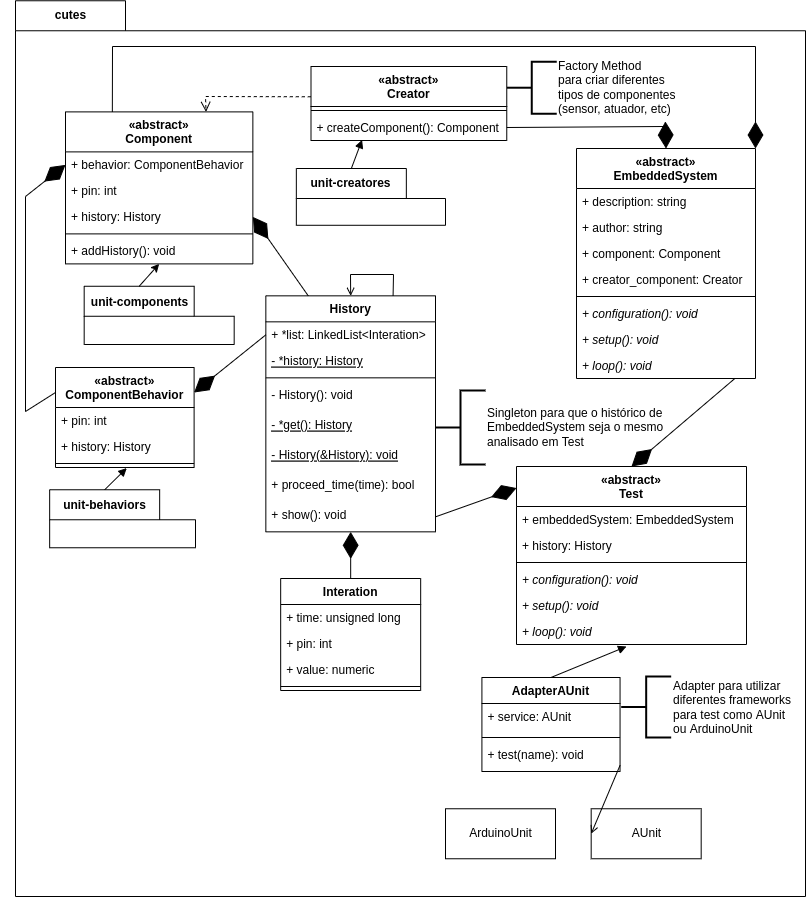 cutes
«abstract»
Creator
+ createComponent(): Component
Factory Method
para criar diferentes
tipos de componentes
(sensor, atuador, etc)
«abstract»
Component
+ behavior: ComponentBehavior
+ pin: int
+ history: History
+ addHistory(): void
unit-creatores
«abstract»
EmbeddedSystem
+ description: string
+ author: string
+ component: Component
+ creator_component: Creator
+ configuration(): void
+ setup(): void
+ loop(): void
unit-components
History
+ *list: LinkedList<Interation>
- *history: History
- History(): void
- *get(): History
- History(&History): void
+ proceed_time(time): bool
+ show(): void
«abstract»
ComponentBehavior
+ pin: int
+ history: History
unit-behaviors
Singleton para que o histórico de
EmbeddedSystem seja o mesmo
analisado em Test
«abstract»
Test
+ embeddedSystem: EmbeddedSystem
+ history: History
+ configuration(): void
+ setup(): void
+ loop(): void
Interation
+ time: unsigned long
+ pin: int
+ value: numeric
AdapterAUnit
+ service: AUnit
+ test(name): void
Adapter para utilizar
diferentes frameworks
para test como AUnit
ou ArduinoUnit
ArduinoUnit
AUnit